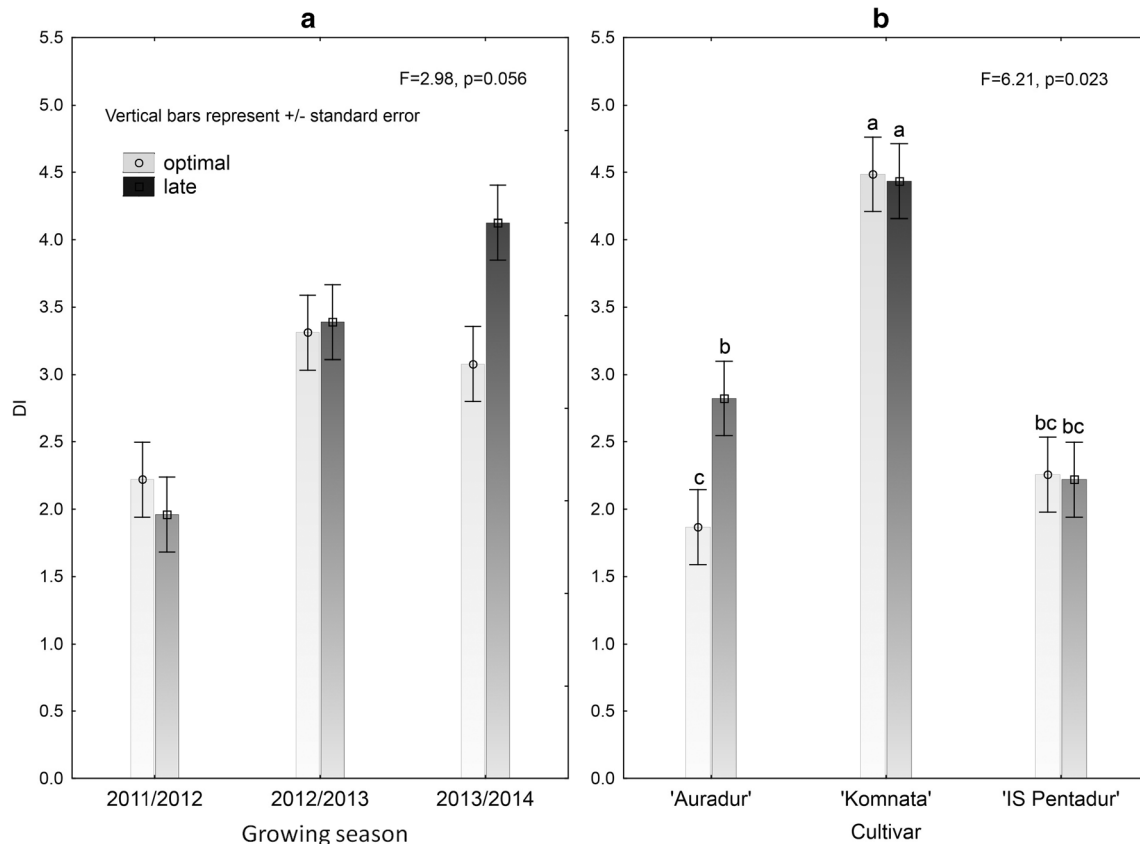 a
5.5
5.0
4.5
4.0
3.5
3.0
2.5
2.0
1.5
1.0
0.5
0.0
DI
F=2.98, p=0.056
Vertical bars represent +/- standard error
optimal
late
2011/2012 2012/2013 2013/2014
Growing season
b
5.5
5.0
4.5
4.0
3.5
3.0
2.5
2.0
1.5
1.0
0.5
0.0
F=6.21, p=0.023
a a
b
c
bc bc
'Auradur' 'Komnata' 'IS Pentadur'
Cultivar